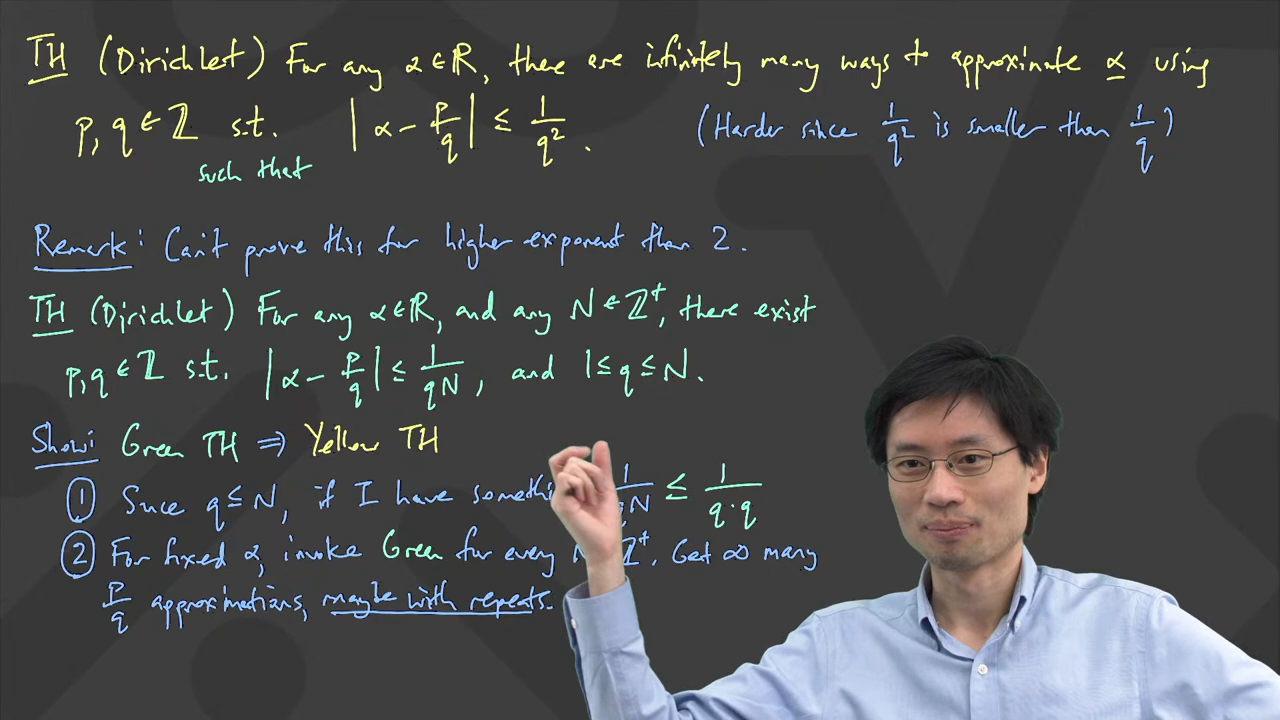 TH (Dirichlet) For any α∈ℝ, there are infinitely many ways to approximate α using
p, q ∈ ℤ s.t. |α − p/q| ≤ 1/q². (Harder since 1/q² is smaller than 1/q)
such that
Remark: Can't prove this for higher exponent than 2.
TH (Dirichlet) For any α∈ℝ, and any N∈ℤ⁺, there exist
p,q ∈ ℤ s.t. |α − p/q| ≤ 1/qN, and 1≤q≤N.
Show: Green TH ⇒ Yellow TH
① Since q≤N, if I have ≤ 1/q·q
② For fixed α, invoke Green for every ℤ⁺. Get ∞ many
p/q approximations, maybe with repeats.